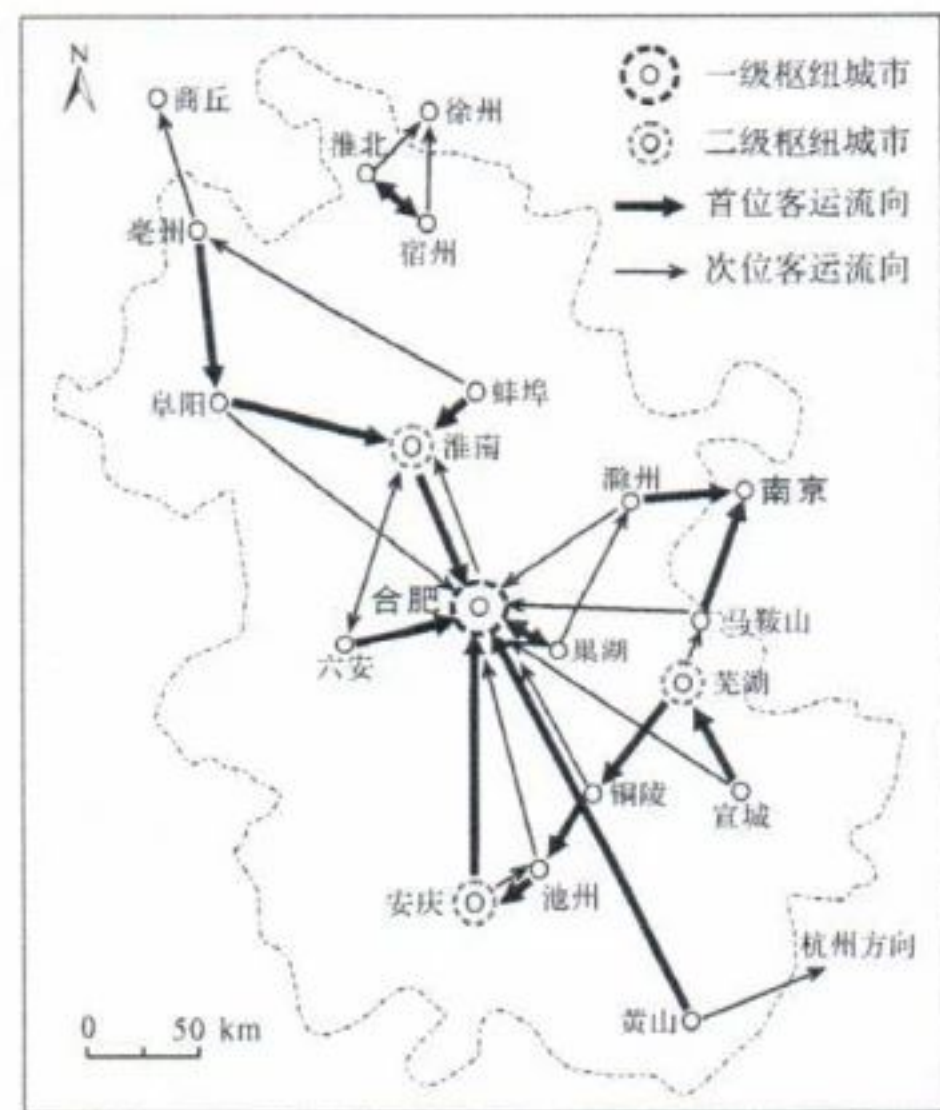 N
商丘
徐州
淮北
亳州
宿州
一级枢纽城市
二级枢纽城市
首位客运流向
次位客运流向
阜阳
蚌埠
淮南
滁州
南京
合肥
六安
巢湖
马鞍山
芜湖
铜陵
宣城
安庆
池州
杭州方向
黄山
0 50 km